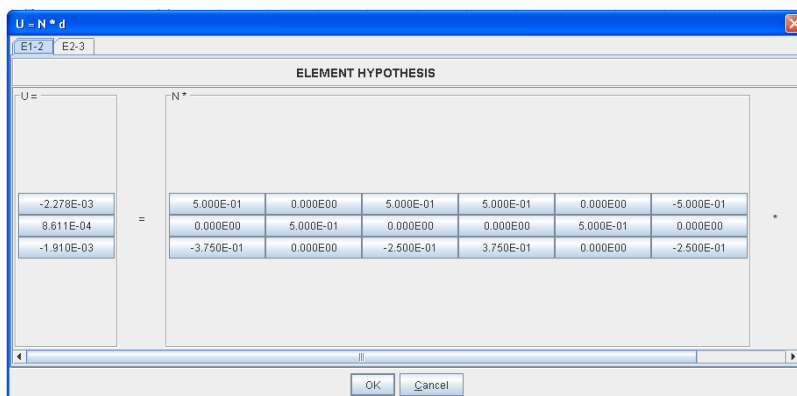 U = N * d
E1-2 E2-3
ELEMENT HYPOTHESIS
U = N *
-2.278E-03 5.000E-01 0.000E00 5.000E-01 5.000E-01 0.000E00 -5.000E-01
8.611E-04 = 0.000E00 5.000E-01 0.000E00 0.000E00 5.000E-01 0.000E00 *
-1.910E-03 -3.750E-01 0.000E00 -2.500E-01 3.750E-01 0.000E00 -2.500E-01
OK Cancel